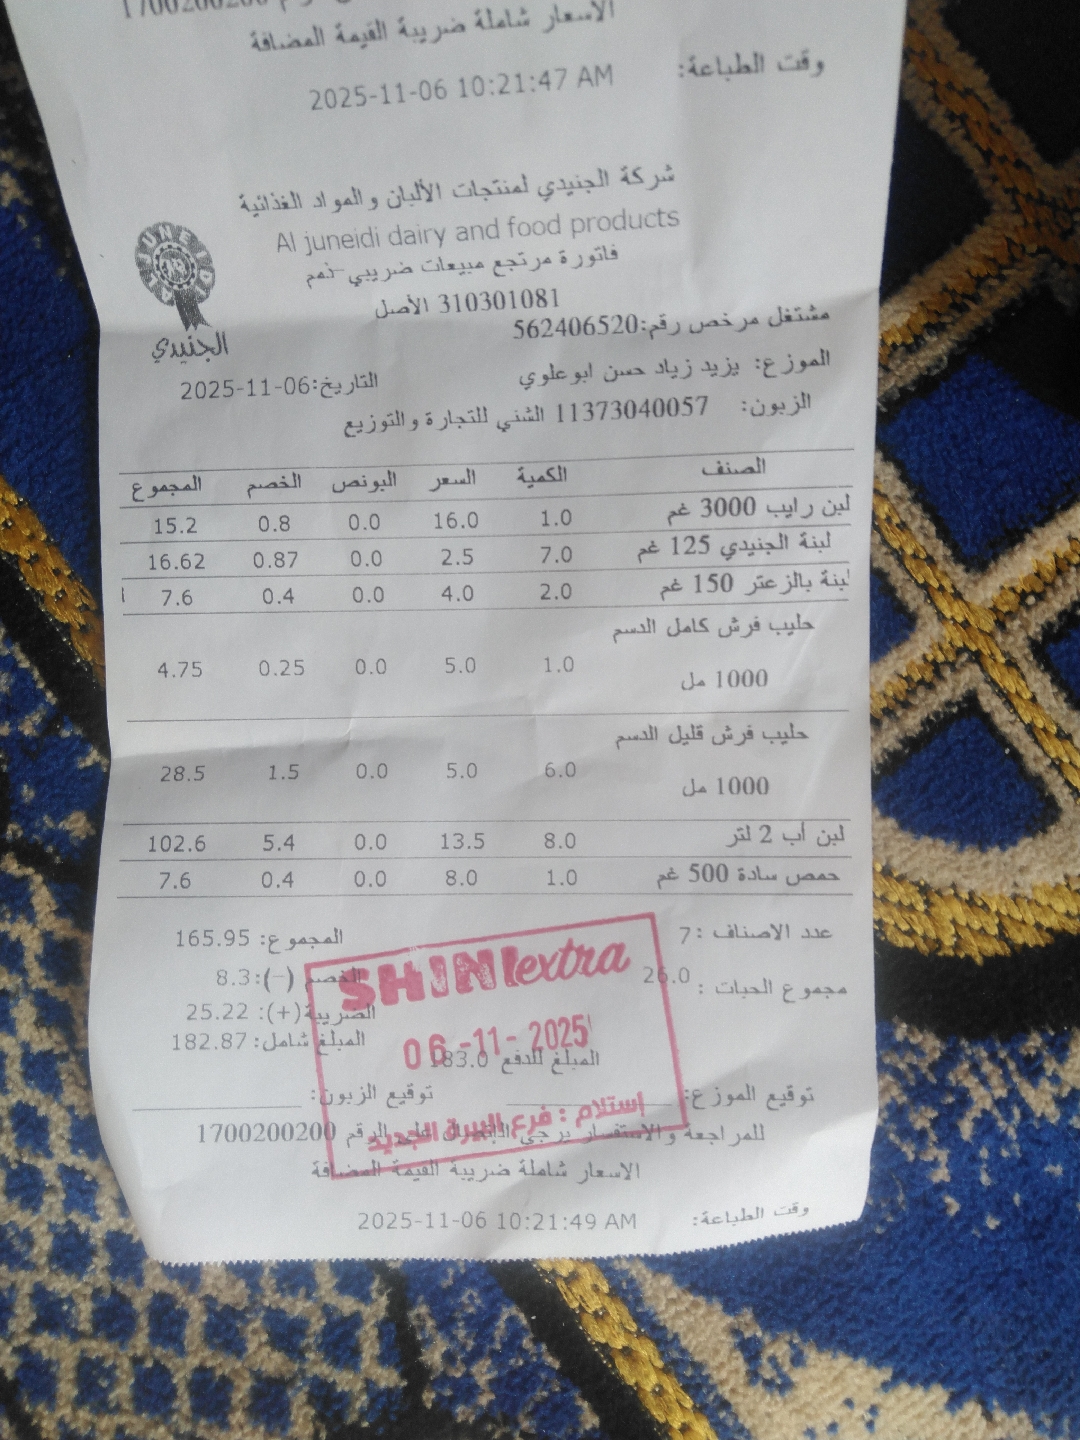 1700200200
الاسعار شاملة ضريبة القيمة المضافة
وقت الطباعة: 2025-11-06 10:21:47 AM
شركة الجنيدي لمنتجات الألبان والمواد الغذائية
Al juneidi dairy and food products
فاتورة مرتجع مبيعات ضريبي-ذمم
310301081 الأصل
JUNEIDI
الجنيدي
مشتغل مرخص رقم:562406520
الموزع: يزيد زياد حسن ابوعلوي التاريخ:2025-11-06
الزبون: 11373040057 الشني للتجارة والتوزيع
الصنف الكمية السعر البونص الخصم المجموع
لبن رايب 3000 غم 1.0 16.0 0.0 0.8 15.2
لبنة الجنيدي 125 غم 7.0 2.5 0.0 0.87 16.62
لبنة بالزعتر 150 غم 2.0 4.0 0.0 0.4 7.6
حليب فرش كامل الدسم
1000 مل 1.0 5.0 0.0 0.25 4.75
حليب فرش قليل الدسم
1000 مل 6.0 5.0 0.0 1.5 28.5
لبن أب 2 لتر 8.0 13.5 0.0 5.4 102.6
حمص سادة 500 غم 1.0 8.0 0.0 0.4 7.6
عدد الاصناف : 7 المجموع: 165.95
الخصم (-): 8.3
مجموع الحبات : 26.0
الضريبة(+): 25.22
المبلغ شامل: 182.87
المبلغ للدفع 183.0
SHINI extra
06-11-2025
إستلام : فرع البيرة الجديد
توقيع الموزع: توقيع الزبون:
للمراجعة والاستفسار يرجى الاتصال على الرقم 1700200200
الاسعار شاملة ضريبة القيمة المضافة
وقت الطباعة: 2025-11-06 10:21:49 AM